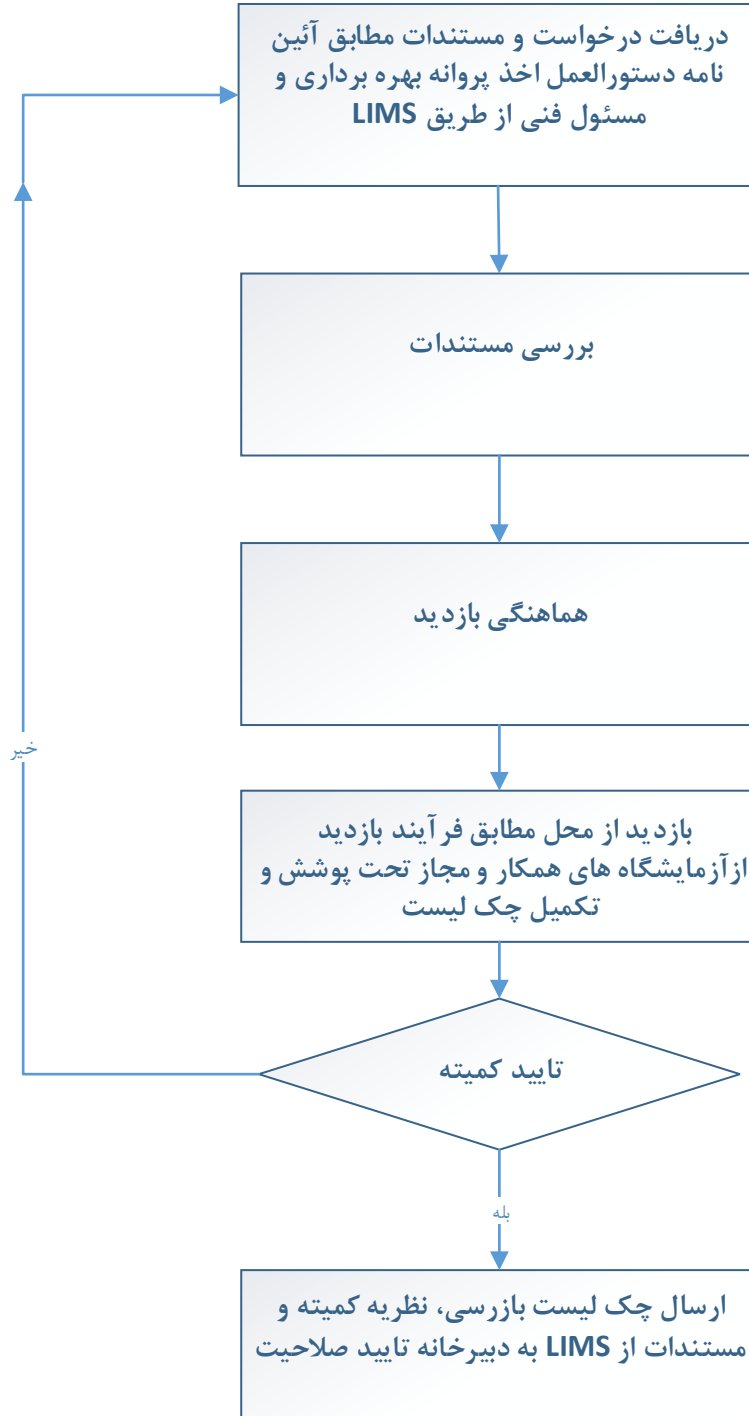 دریافت درخواست و مستندات مطابق آئین
نامه دستورالعمل اخذ پروانه بهره برداری و
مسئول فنی از طریق LIMS
بررسی مستندات
هماهنگی بازدید
خیر
بازدید از محل مطابق فرآیند بازدید
ازآزمایشگاه های همکار و مجاز تحت پوشش و
تکمیل چک لیست
تایید کمیته
بله
ارسال چک لیست بازرسی، نظریه کمیته و
مستندات از LIMS به دبیرخانه تایید صلاحیت